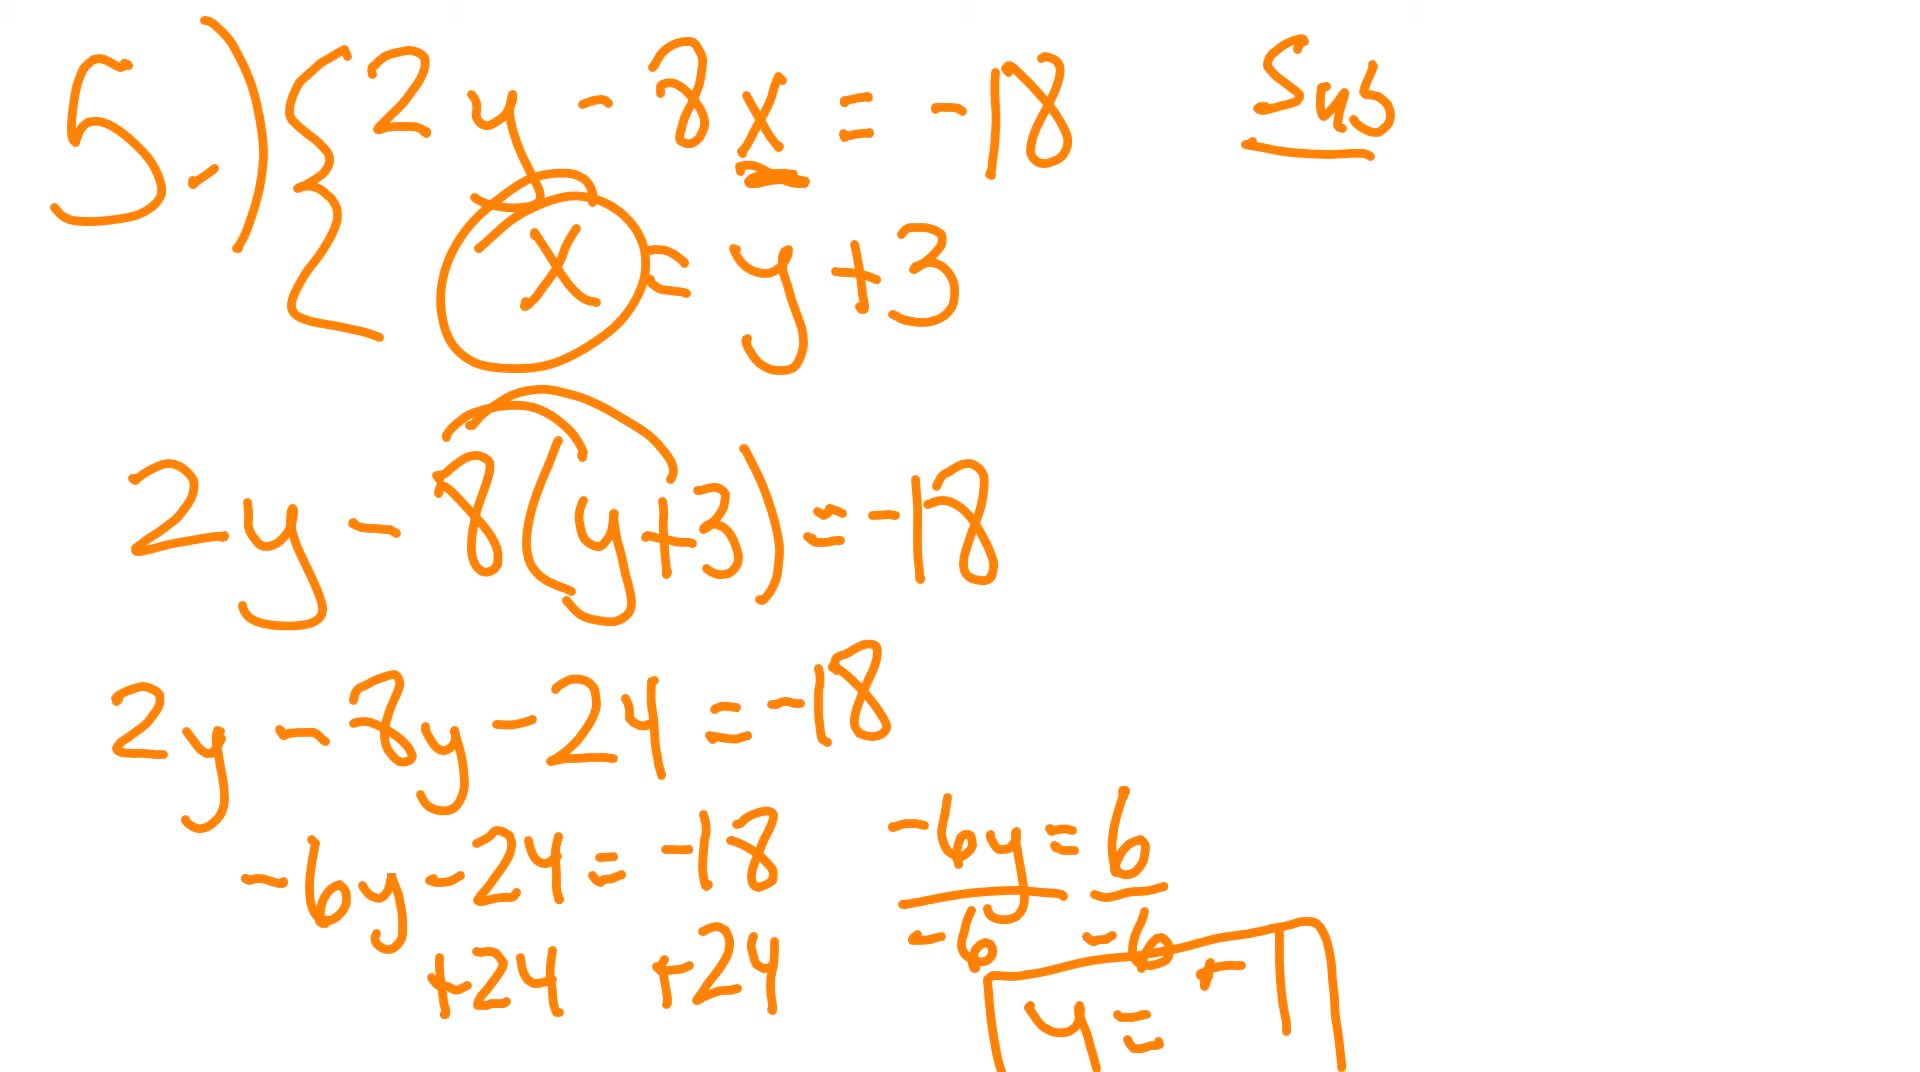 5.) { 2y - 8x = -18
x = y + 3
Sub
2y - 8(y+3) = -18
2y - 8y - 24 = -18
-6y - 24 = -18
+24 +24
-6y = 6
-6 -6
y = -1